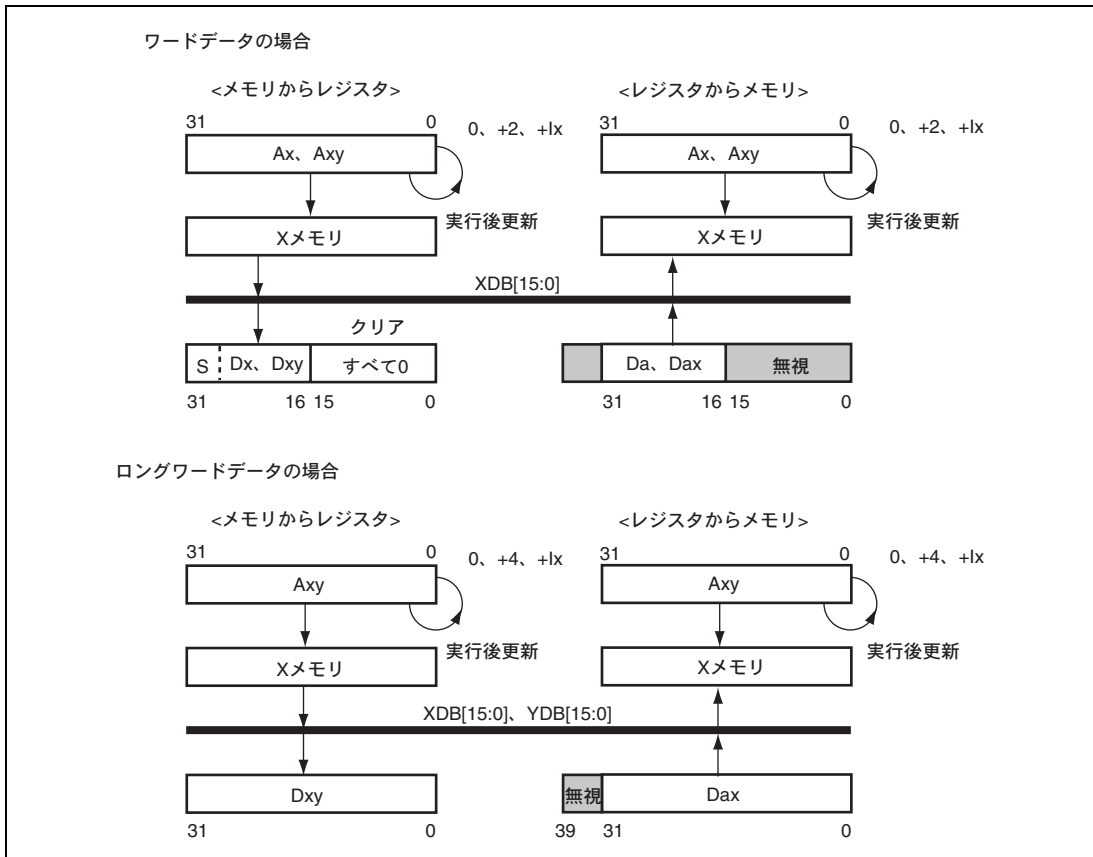 ワードデータの場合
<メモリからレジスタ>
<レジスタからメモリ>
31 0 0、+2、+Ix
31 0 0、+2、+Ix
Ax、Axy
Ax、Axy
実行後更新
実行後更新
Xメモリ
Xメモリ
XDB[15:0]
クリア
S Dx、Dxy すべて0
Da、Dax 無視
31 16 15 0
31 16 15 0
ロングワードデータの場合
<メモリからレジスタ>
<レジスタからメモリ>
31 0 0、+4、+Ix
31 0 0、+4、+Ix
Axy
Axy
実行後更新
実行後更新
Xメモリ
Xメモリ
XDB[15:0]、YDB[15:0]
Dxy
無視 Dax
31 0
39 31 0